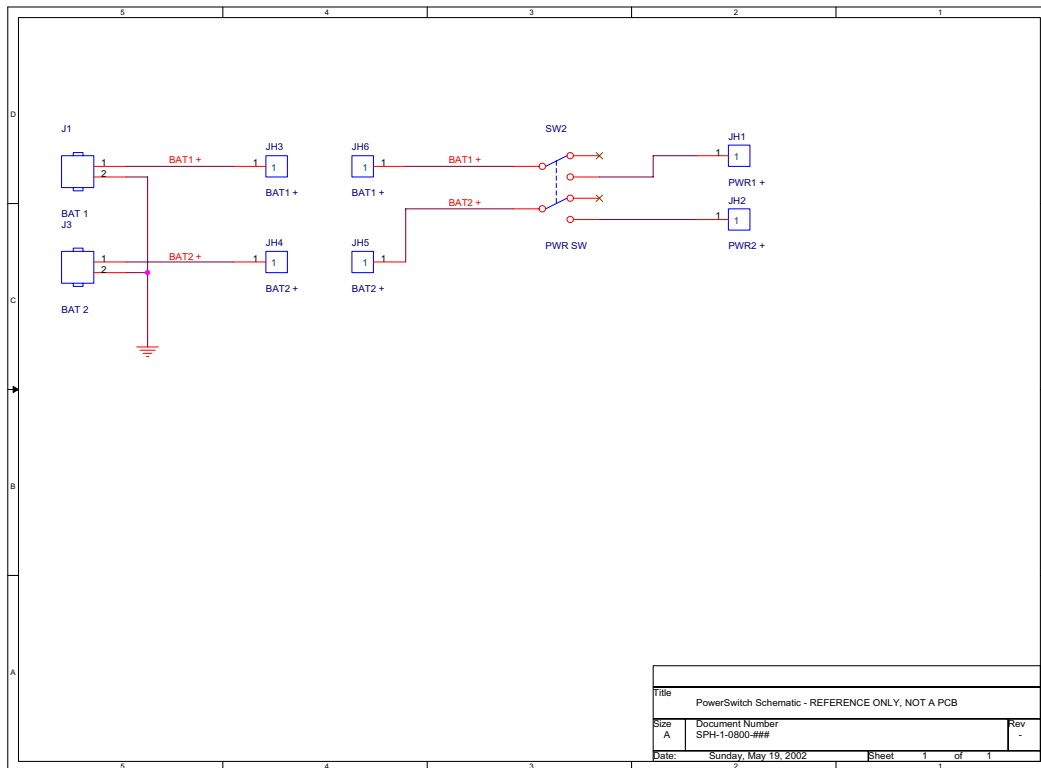 5 4 3 2 1
D
C
B
A
J1
1
2
BAT 1
BAT1 +
1
JH3
1
BAT1 +
JH6
1
1
BAT1 +
BAT1 +
SW2
PWR SW
JH1
1
1
PWR1 +
JH2
1
1
PWR2 +
J3
1
2
BAT 2
BAT2 +
1
JH4
1
BAT2 +
JH5
1
1
BAT2 +
BAT2 +
Title
PowerSwitch Schematic - REFERENCE ONLY, NOT A PCB
Size Document Number Rev
A SPH-1-0800-### -
Date: Sunday, May 19, 2002 Sheet 1 of 1
5 4 3 2 1